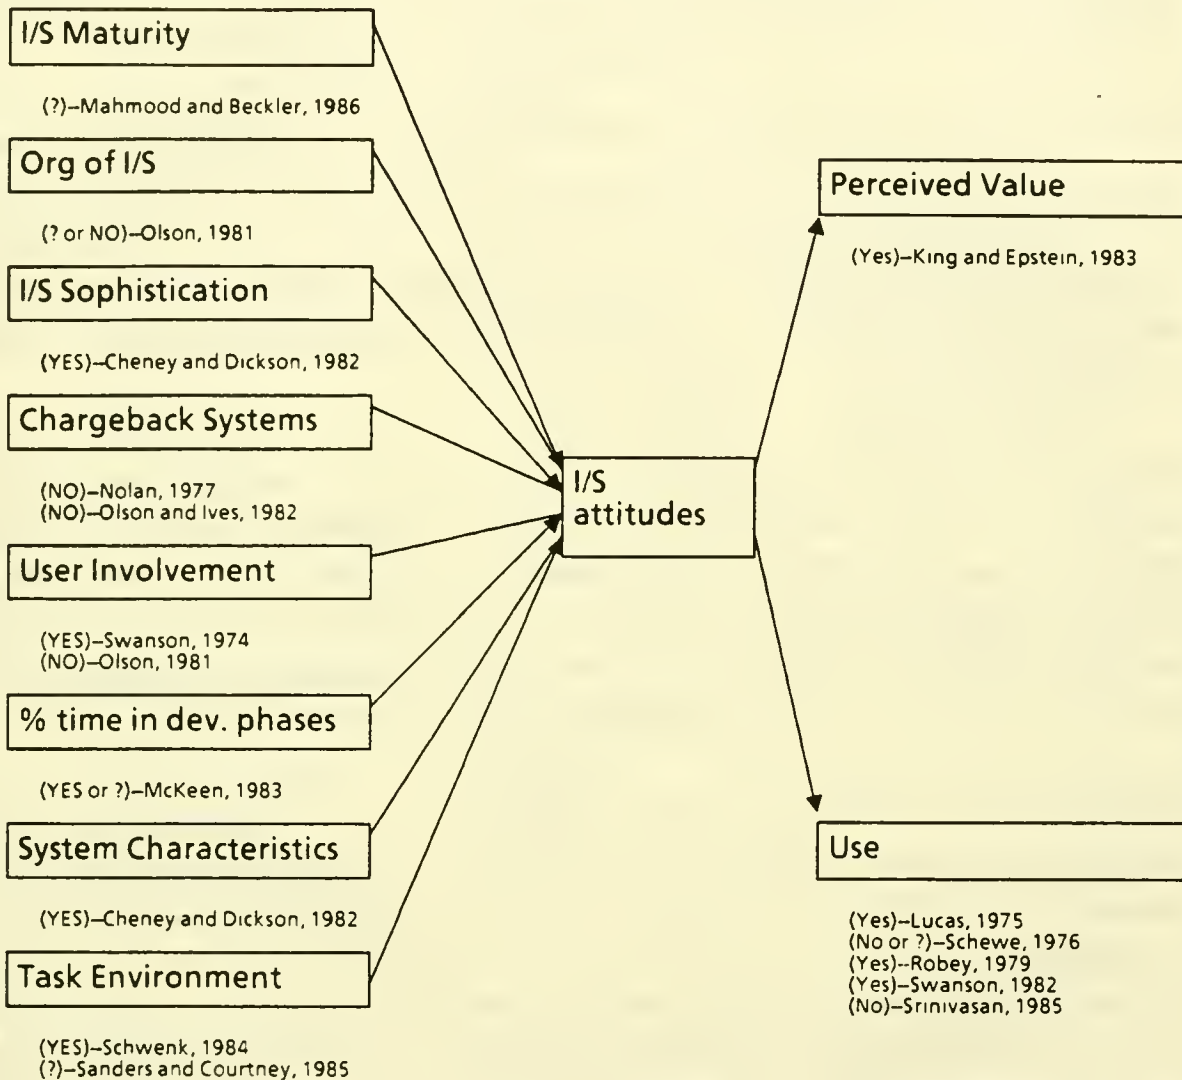 I/S Maturity
(?)–Mahmood and Beckler, 1986
Org of I/S
(? or NO)–Olson, 1981
I/S Sophistication
(YES)–Cheney and Dickson, 1982
Chargeback Systems
(NO)–Nolan, 1977
(NO)–Olson and Ives, 1982
User Involvement
(YES)–Swanson, 1974
(NO)–Olson, 1981
% time in dev. phases
(YES or ?)–McKeen, 1983
System Characteristics
(YES)–Cheney and Dickson, 1982
Task Environment
(YES)–Schwenk, 1984
(?)–Sanders and Courtney, 1985
I/S
attitudes
Perceived Value
(Yes)–King and Epstein, 1983
Use
(Yes)–Lucas, 1975
(No or ?)–Schewe, 1976
(Yes)--Robey, 1979
(Yes)–Swanson, 1982
(No)–Srinivasan, 1985